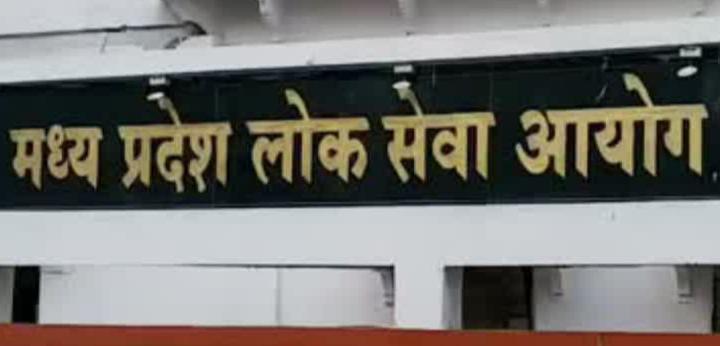 मध्य प्रदेश लोक सेवा आयोग